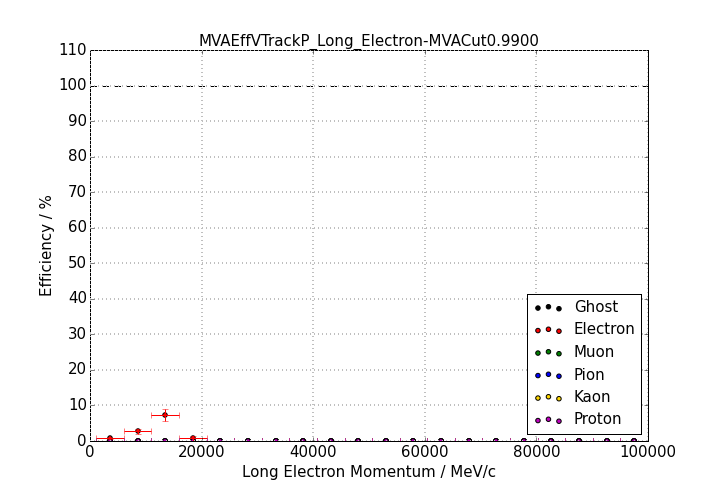 MVAEffVTrackP_Long_Electron-MVACut0.9900
110
100
90
80
70
60
50
40
30
20
10
0
Efficiency / %
Ghost
Electron
Muon
Pion
Kaon
Proton
0 20000 40000 60000 80000 100000
Long Electron Momentum / MeV/c